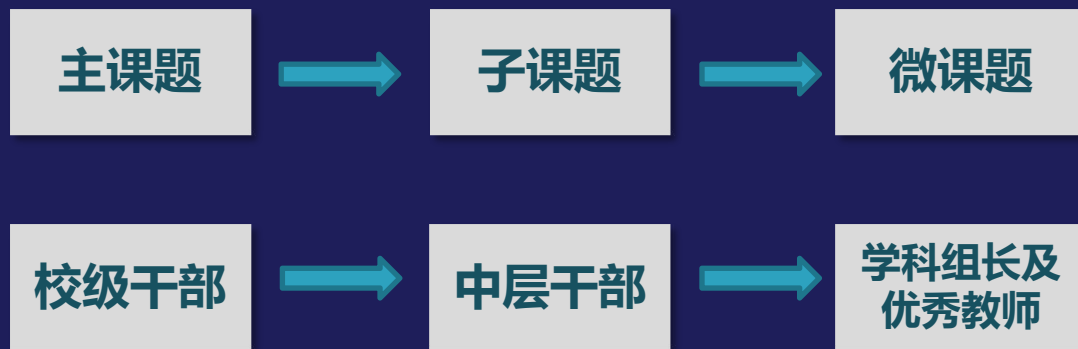 主课题
子课题
微课题
校级干部
中层干部
学科组长及
优秀教师